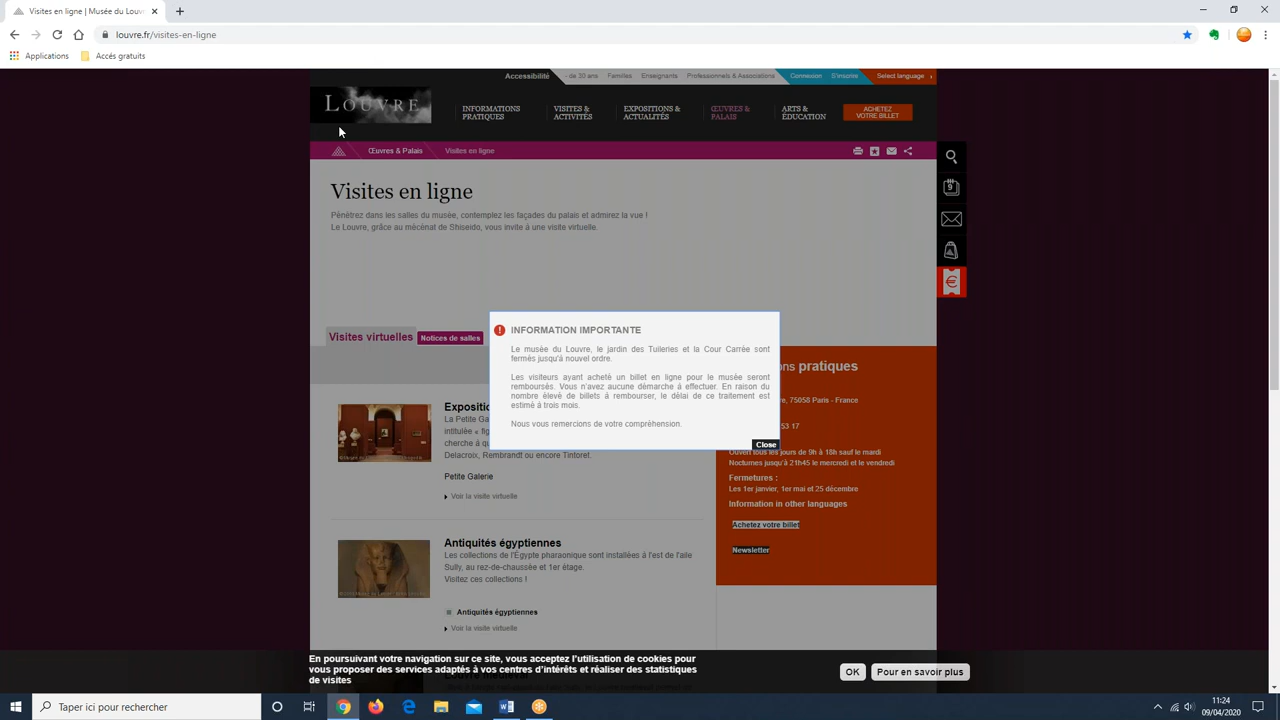 Louvre
louvre.fr/visites-en-ligne
Applications
Accés gratuits
Accessibilité
- de 30 ans Familles Enseignants Professionnels & Associations
Connexion S'inscrire
Select language
LOUVRE
INFORMATIONS
PRATIQUES
VISITES &
ACTIVITÉS
EXPOSITIONS &
ACTUALITÉS
ŒUVRES &
PALAIS
ARTS &
ÉDUCATION
ACHETEZ
VOTRE BILLET
Œuvres & Palais
Visites en ligne
9
Visites en ligne
Pénétrez dans les salles du musée, contemplez les façades du palais et admirez la vue !
Le Louvre, grâce au mécénat de Shiseido, vous invite à une visite virtuelle.
Visites virtuelles
Notices de salles
INFORMATION IMPORTANTE
Le musée du Louvre, le jardin des Tuileries et la Cour Carrée sont
fermés jusqu'à nouvel ordre.
Les visiteurs ayant acheté un billet en ligne pour le musée seront
remboursés. Vous n'avez aucune démarche à effectuer. En raison du
nombre élevé de billets à rembourser, le délai de ce traitement est
estimé à trois mois.
Nous vous remercions de votre compréhension.
Close
La Petite Ga
intitulée « fig
cherche à qu
Delacroix, Rembrandt ou encore Tintoret.
Petite Galerie
Voir la visite virtuelle
Antiquités égyptiennes
Les collections de l'Egypte pharaonique sont installées à l'est de l'aile
Sully, au rez-de-chaussée et 1er étage.
Visitez ces collections !
Antiquités égyptiennes
Voir la visite virtuelle
ons pratiques
re, 75058 Paris - France
53 17
Ouvert tous les jours de 9h à 18h sauf le mardi
Nocturnes jusqu'à 21h45 le mercredi et le vendredi
Fermetures :
Les 1er janvier, 1er mai et 25 décembre
Information in other languages
Achetez votre billet
Newsletter
En poursuivant votre navigation sur ce site, vous acceptez l'utilisation de cookies pour
vous proposer des services adaptés à vos centres d'intérêts et réaliser des statistiques
de visites
OK
Pour en savoir plus
Taper ici pour rechercher
11:24
09/04/2020